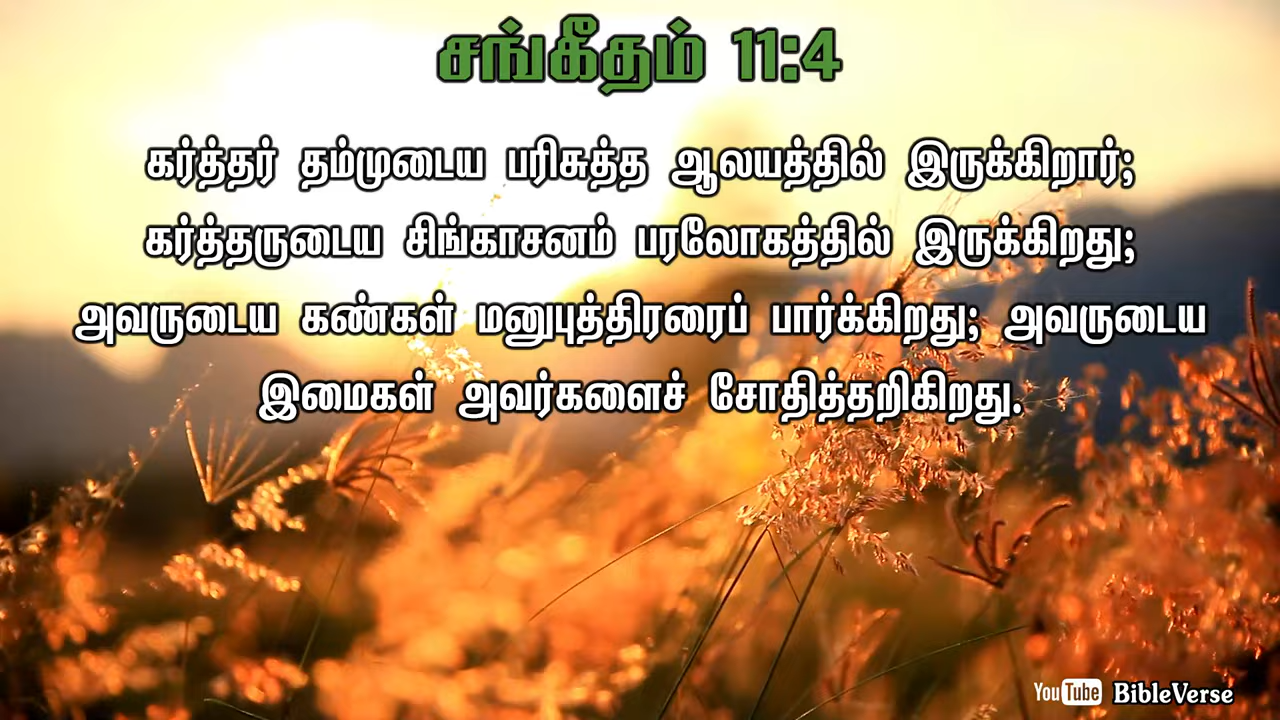 சங்கீதம் 11:4
கர்த்தர் தம்முடைய பரிசுத்த ஆலயத்தில் இருக்கிறார்;
கர்த்தருடைய சிங்காசனம் பரலோகத்தில் இருக்கிறது;
அவருடைய கண்கள் மனுபுத்திரரைப் பார்க்கிறது; அவருடைய
இமைகள் அவர்களைச் சோதித்தறிகிறது.
YouTube BibleVerse